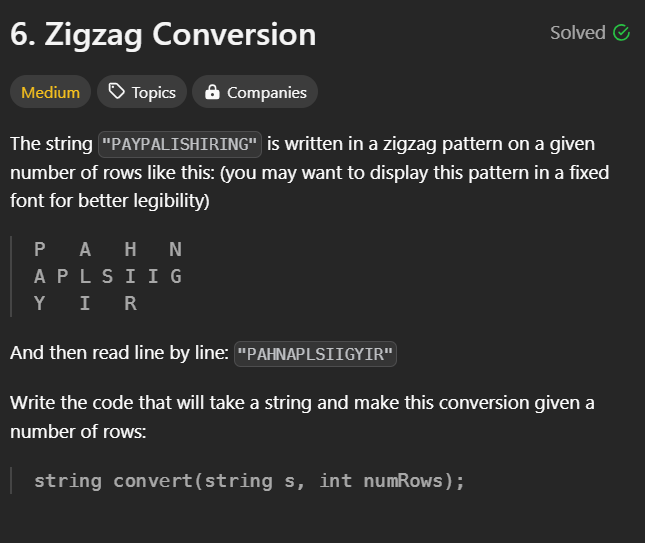 6. Zigzag Conversion
Solved
Medium
Topics
Companies
The string "PAYPALISHIRING" is written in a zigzag pattern on a given
number of rows like this: (you may want to display this pattern in a fixed
font for better legibility)
P   A   H   N
A P L S I I G
Y   I   R
And then read line by line: "PAHNAPLSIIGYIR"
Write the code that will take a string and make this conversion given a
number of rows:
string convert(string s, int numRows);